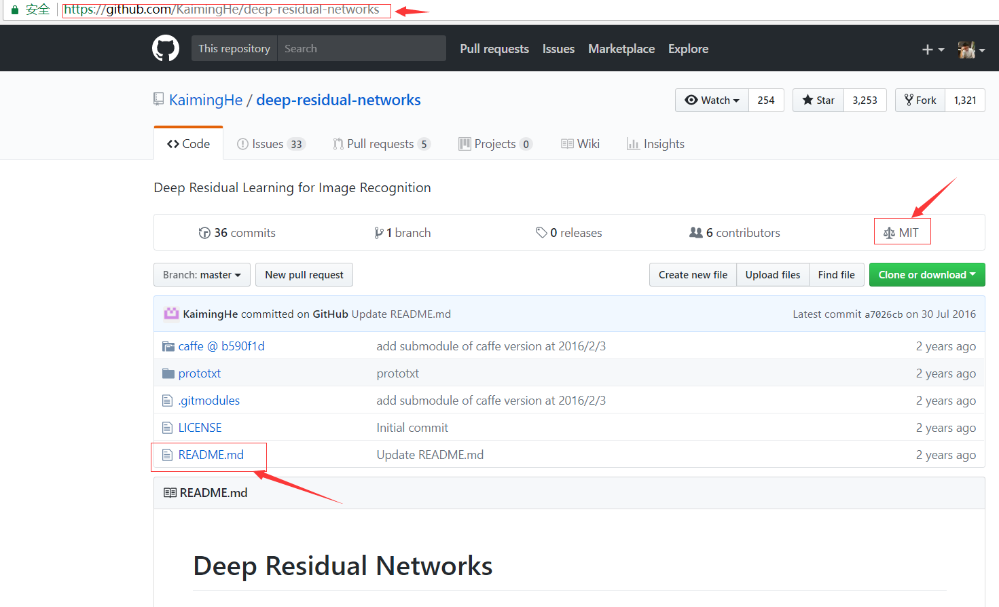 安全 https://github.com/KaimingHe/deep-residual-networks
This repository Search Pull requests Issues Marketplace Explore
KaimingHe / deep-residual-networks Watch 254 Star 3,253 Fork 1,321
Code Issues 33 Pull requests 5 Projects 0 Wiki Insights
Deep Residual Learning for Image Recognition
36 commits 1 branch 0 releases 6 contributors MIT
Branch: master New pull request Create new file Upload files Find file Clone or download
KaimingHe committed on GitHub Update README.md Latest commit a7026cb on 30 Jul 2016
caffe @ b590f1d add submodule of caffe version at 2016/2/3 2 years ago
prototxt prototxt 2 years ago
.gitmodules add submodule of caffe version at 2016/2/3 2 years ago
LICENSE Initial commit 2 years ago
README.md Update README.md 2 years ago
README.md
Deep Residual Networks